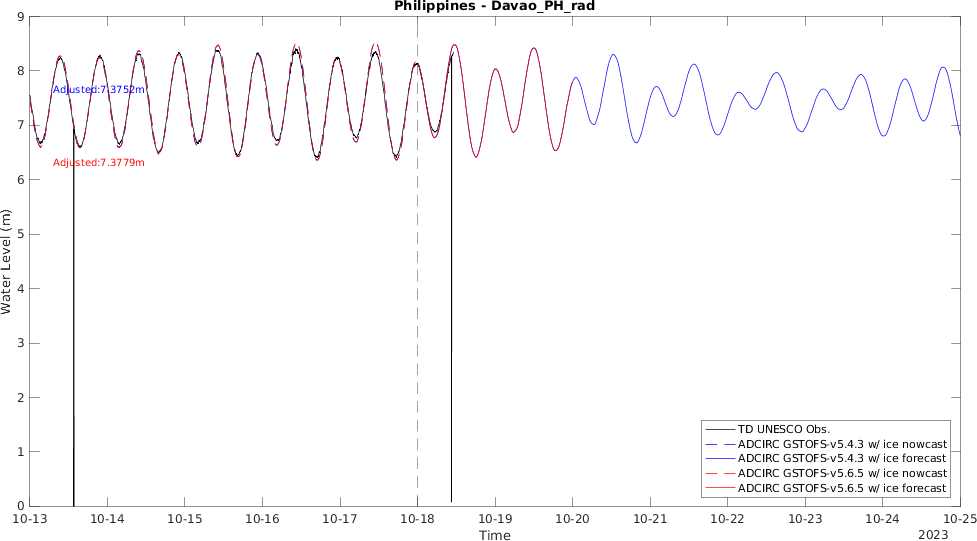 Philippines - Davao_PH_rad
9
8
7
6
5
4
3
2
1
0
Water Level (m)
Adjusted:7.3752m
Adjusted:7.3779m
TD UNESCO Obs.
ADCIRC GSTOFS-v5.4.3 w/ ice nowcast
ADCIRC GSTOFS-v5.4.3 w/ ice forecast
ADCIRC GSTOFS-v5.6.5 w/ ice nowcast
ADCIRC GSTOFS-v5.6.5 w/ ice forecast
10-13 10-14 10-15 10-16 10-17 10-18 10-19 10-20 10-21 10-22 10-23 10-24 10-25
Time
2023